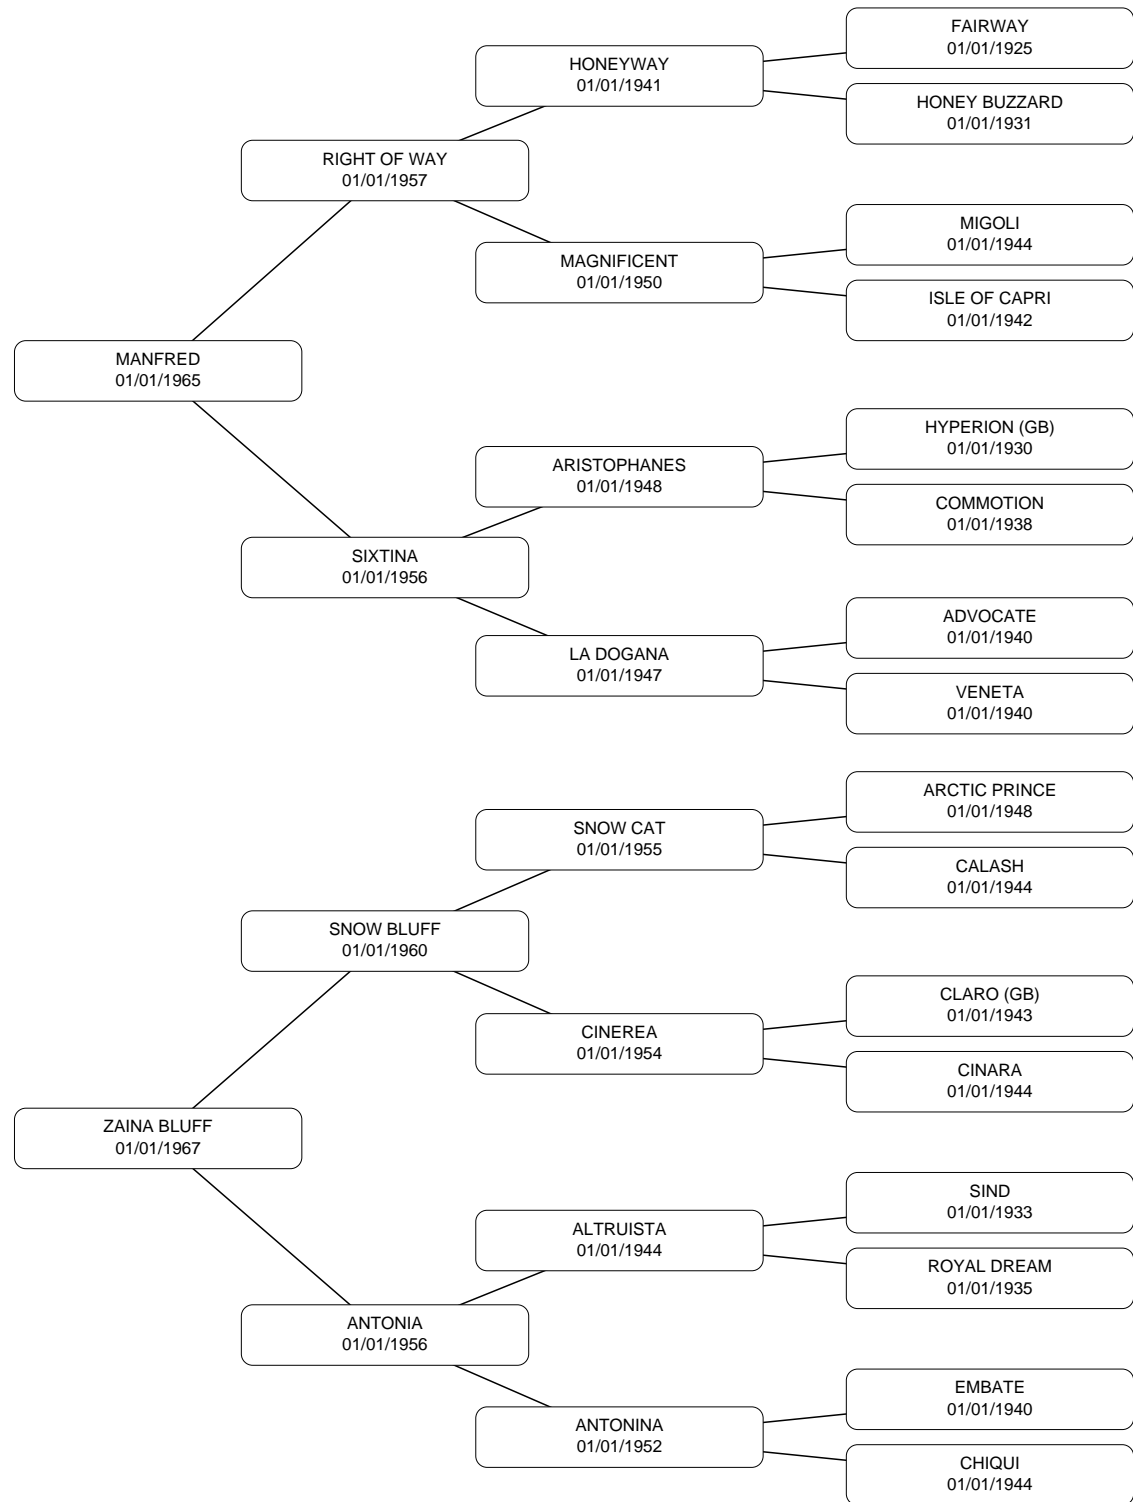 FAIRWAY
01/01/1925
HONEYWAY
01/01/1941
HONEY BUZZARD
01/01/1931
RIGHT OF WAY
01/01/1957
MIGOLI
01/01/1944
MAGNIFICENT
01/01/1950
ISLE OF CAPRI
01/01/1942
MANFRED
01/01/1965
HYPERION (GB)
01/01/1930
ARISTOPHANES
01/01/1948
COMMOTION
01/01/1938
SIXTINA
01/01/1956
ADVOCATE
01/01/1940
LA DOGANA
01/01/1947
VENETA
01/01/1940
ARCTIC PRINCE
01/01/1948
SNOW CAT
01/01/1955
CALASH
01/01/1944
SNOW BLUFF
01/01/1960
CLARO (GB)
01/01/1943
CINEREA
01/01/1954
CINARA
01/01/1944
ZAINA BLUFF
01/01/1967
SIND
01/01/1933
ALTRUISTA
01/01/1944
ROYAL DREAM
01/01/1935
ANTONIA
01/01/1956
EMBATE
01/01/1940
ANTONINA
01/01/1952
CHIQUI
01/01/1944